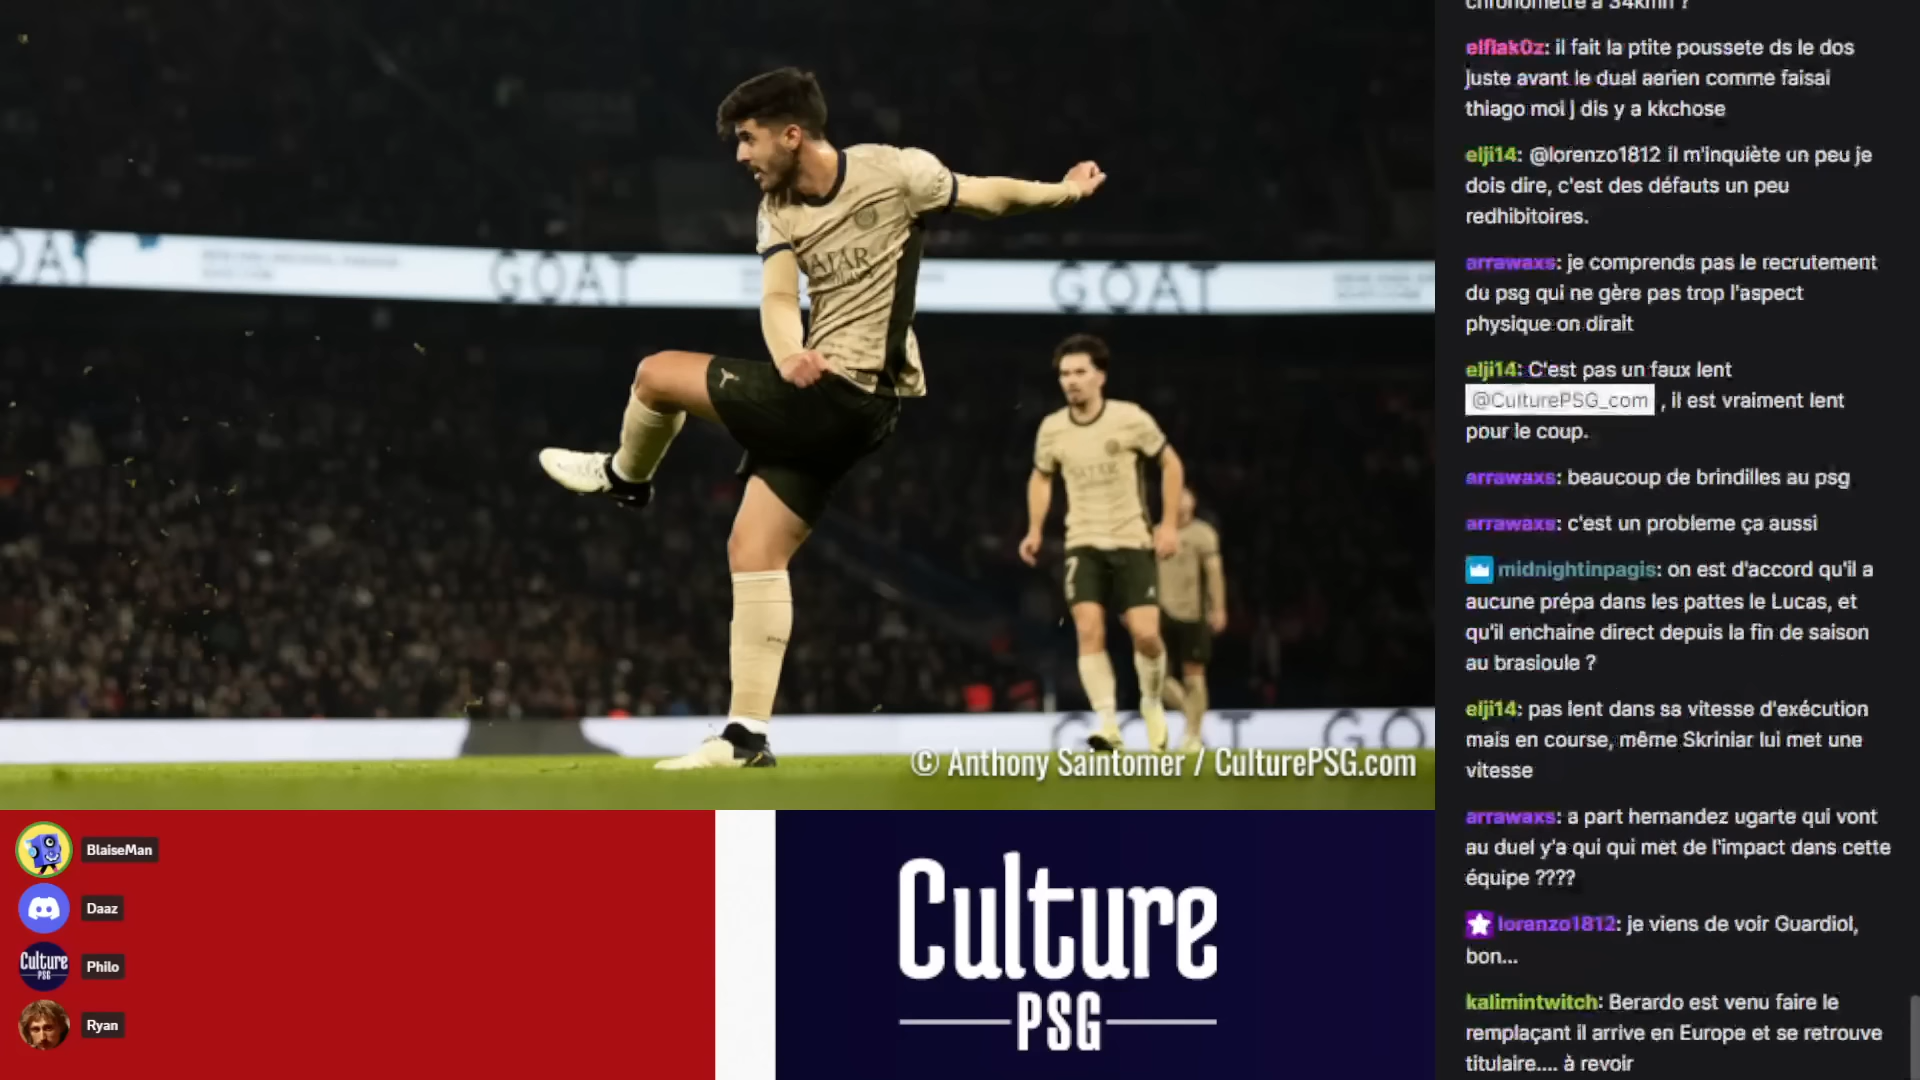 GOAT
GOAT
QATAR
© Anthony Saintomer / CulturePSG.com
BlaiseMan
Daaz
Culture
PSG
Philo
Ryan
Culture
PSG
chronométré à 34kmh ?
elflak0z: il fait la ptite poussete ds le dos
juste avant le dual aerien comme faisai
thiago moi j dis y a kkchose
elji14: @lorenzo1812 il m'inquiète un peu je
dois dire, c'est des défauts un peu
redhibitoires.
arrawaxs: je comprends pas le recrutement
du psg qui ne gère pas trop l'aspect
physique on dirait
elji14: C'est pas un faux lent
@CulturePSG_com , il est vraiment lent
pour le coup.
arrawaxs: beaucoup de brindilles au psg
arrawaxs: c'est un probleme ça aussi
midnightinpagis: on est d'accord qu'il a
aucune prépa dans les pattes le Lucas, et
qu'il enchaine direct depuis la fin de saison
au brasioule ?
elji14: pas lent dans sa vitesse d'exécution
mais en course, même Skriniar lui met une
vitesse
arrawaxs: a part hernandez ugarte qui vont
au duel y'a qui qui met de l'impact dans cette
équipe ????
lorenzo1812: je viens de voir Guardiol,
bon...
kalimintwitch: Berardo est venu faire le
remplaçant il arrive en Europe et se retrouve
titulaire.... à revoir